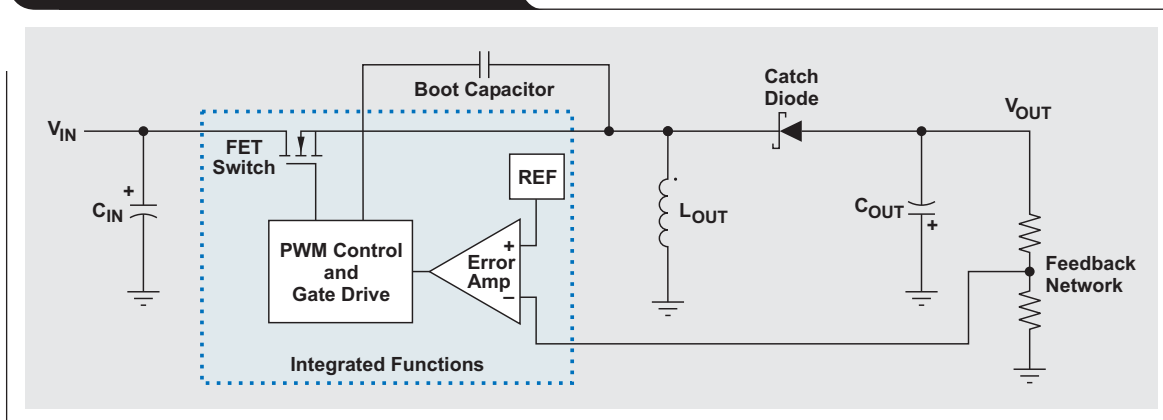 Boot Capacitor
Catch
Diode
VIN
VOUT
FET
Switch
REF
+
CIN
LOUT
COUT
+
PWM Control
and
Gate Drive
+
Error
Amp
−
Feedback
Network
Integrated Functions